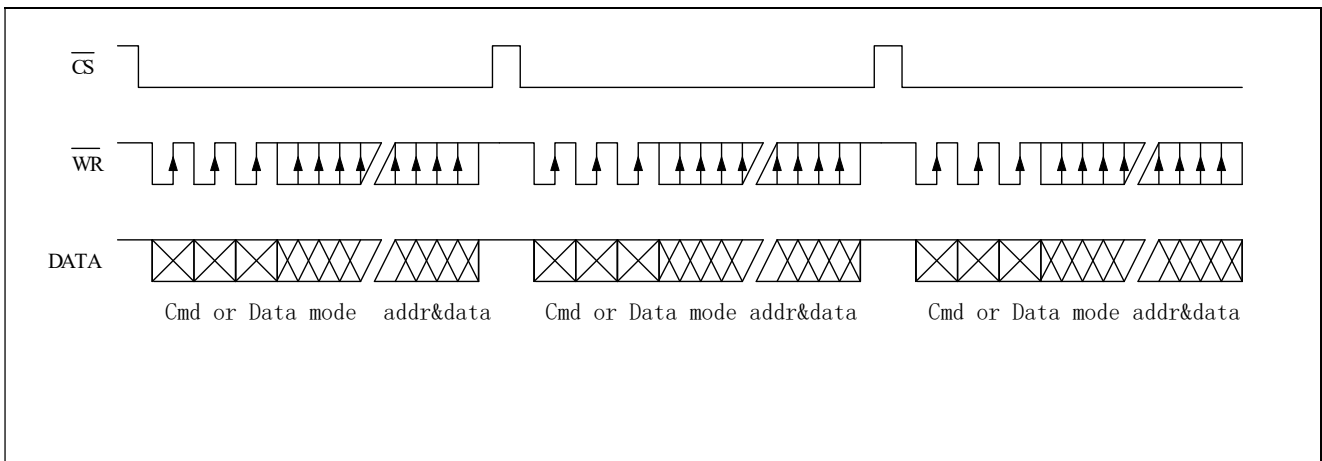 CS
WR
DATA
Cmd or Data mode addr&data Cmd or Data mode addr&data Cmd or Data mode addr&data